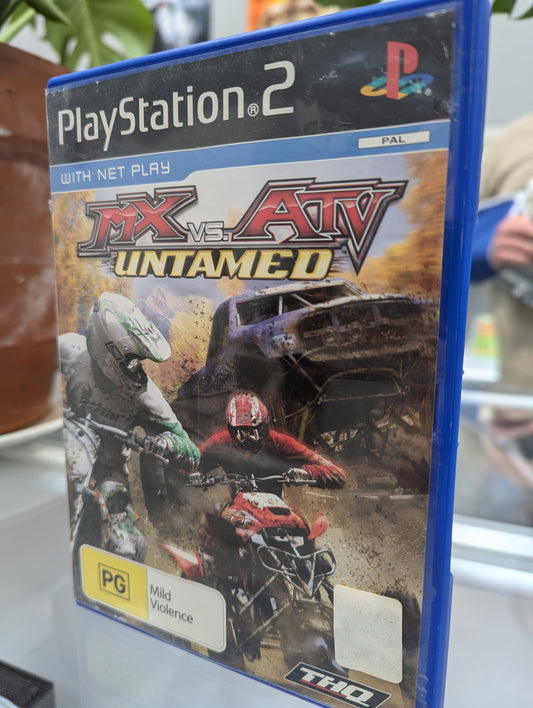 PlayStation®2
PAL
WITH NET PLAY
MX vs. ATV
UNTAMED
PG
Mild
Violence
THQ